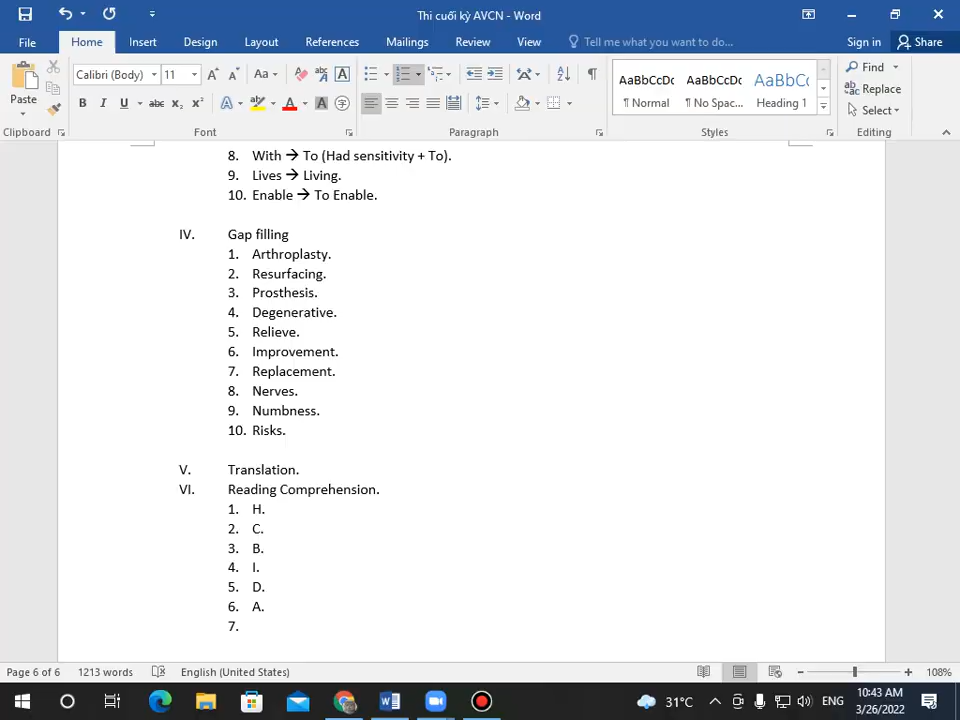 Thi cuối kỳ AVCN - Word
File Home Insert Design Layout References Mailings Review View Tell me what you want to do... Sign in Share
Paste
Calibri (Body) 11
Aa
B I U abc x₂ x² A A A
AaBbCcDc AaBbCcDc AaBbCc
¶ Normal ¶ No Spac... Heading 1
Find
Replace
Select
Clipboard Font Paragraph Styles Editing
8. With → To (Had sensitivity + To).
9. Lives → Living.
10. Enable → To Enable.
IV. Gap filling
1. Arthroplasty.
2. Resurfacing.
3. Prosthesis.
4. Degenerative.
5. Relieve.
6. Improvement.
7. Replacement.
8. Nerves.
9. Numbness.
10. Risks.
V. Translation.
VI. Reading Comprehension.
1. H.
2. C.
3. B.
4. I.
5. D.
6. A.
7.
Page 6 of 6 1213 words English (United States) 108%
31°C ENG 10:43 AM
3/26/2022